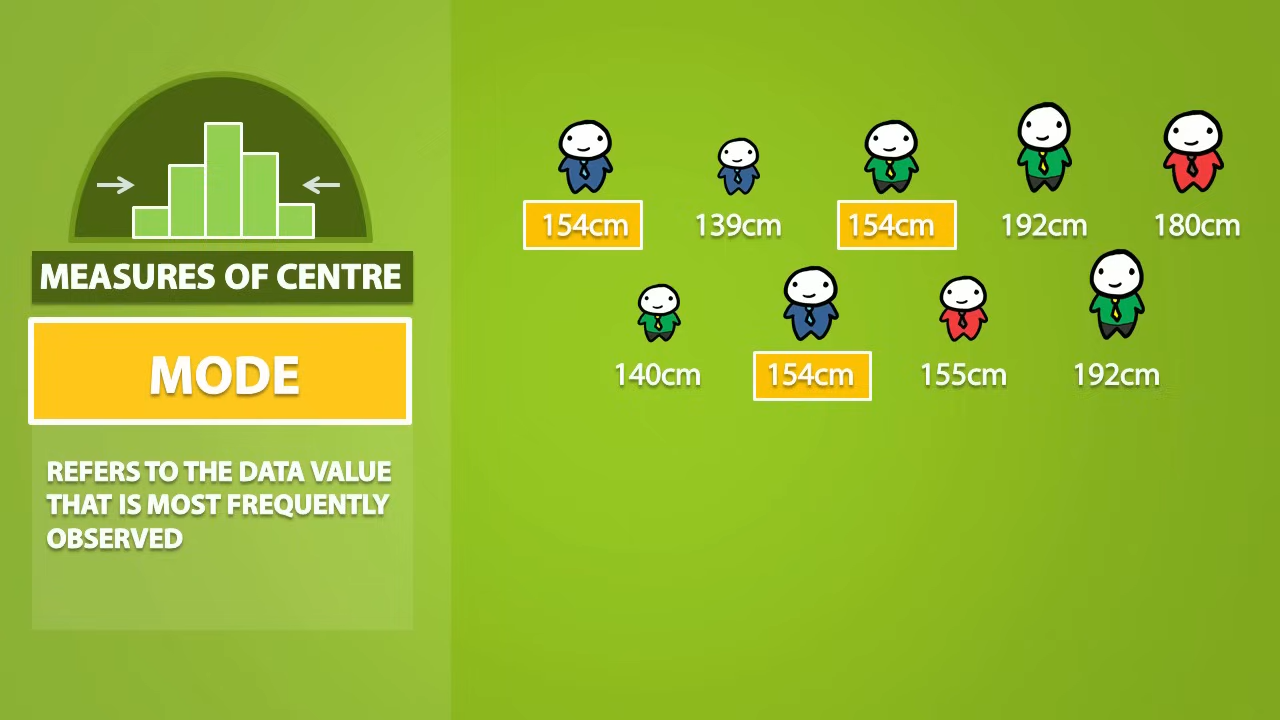 MEASURES OF CENTRE
MODE
REFERS TO THE DATA VALUE
THAT IS MOST FREQUENTLY
OBSERVED
154cm 139cm 154cm 192cm 180cm
140cm 154cm 155cm 192cm